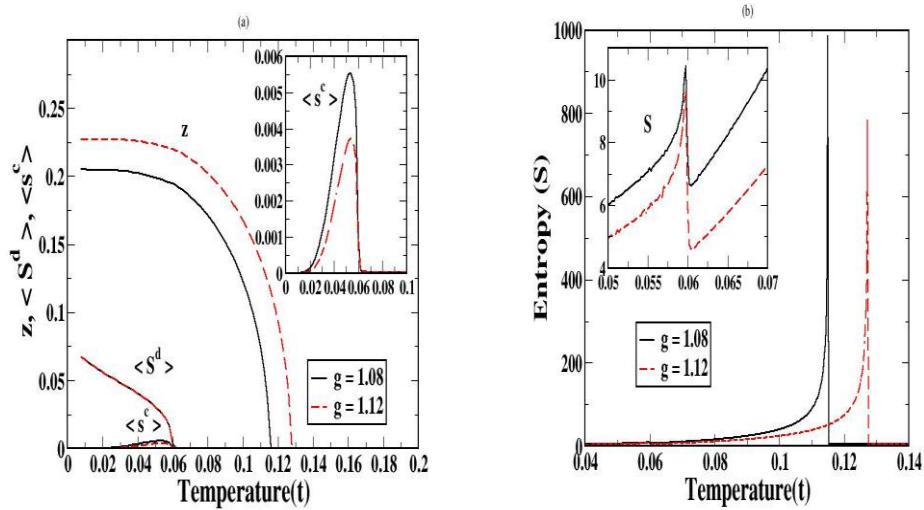 (a)
z, < S^d >, < s^c >
0.25
0.2
0.15
0.1
0.05
0
0 0.02 0.04 0.06 0.08 0.1 0.12 0.14 0.16 0.18 0.2
Temperature(t)
z
< S^d >
< s^c >
g = 1.08
g = 1.12
0.006
0.005
0.004
0.003
0.002
0.001
0
0.02 0.04 0.06 0.08 0.1
< s^c >
(b)
Entropy (S)
1000
800
600
400
200
0.04 0.06 0.08 0.1 0.12 0.14
Temperature(t)
g = 1.08
g = 1.12
10
8
6
4
0.05 0.055 0.06 0.065 0.07
S